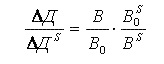 ΔД / ΔД^S = B / B_0 · B_0^S / B^S